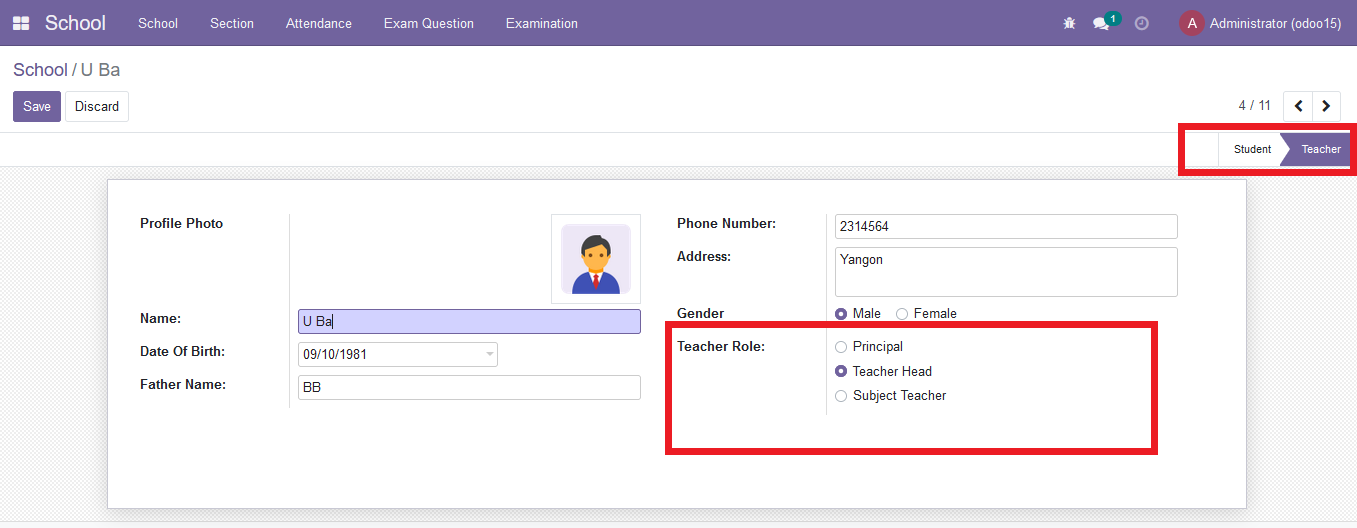 School School Section Attendance Exam Question Examination 1 A Administrator (odoo15)
School / U Ba
Save Discard 4 / 11
Student Teacher
Profile Photo
Name: U Ba
Date Of Birth: 09/10/1981
Father Name: BB
Phone Number: 2314564
Address: Yangon
Gender Male Female
Teacher Role: Principal
Teacher Head
Subject Teacher